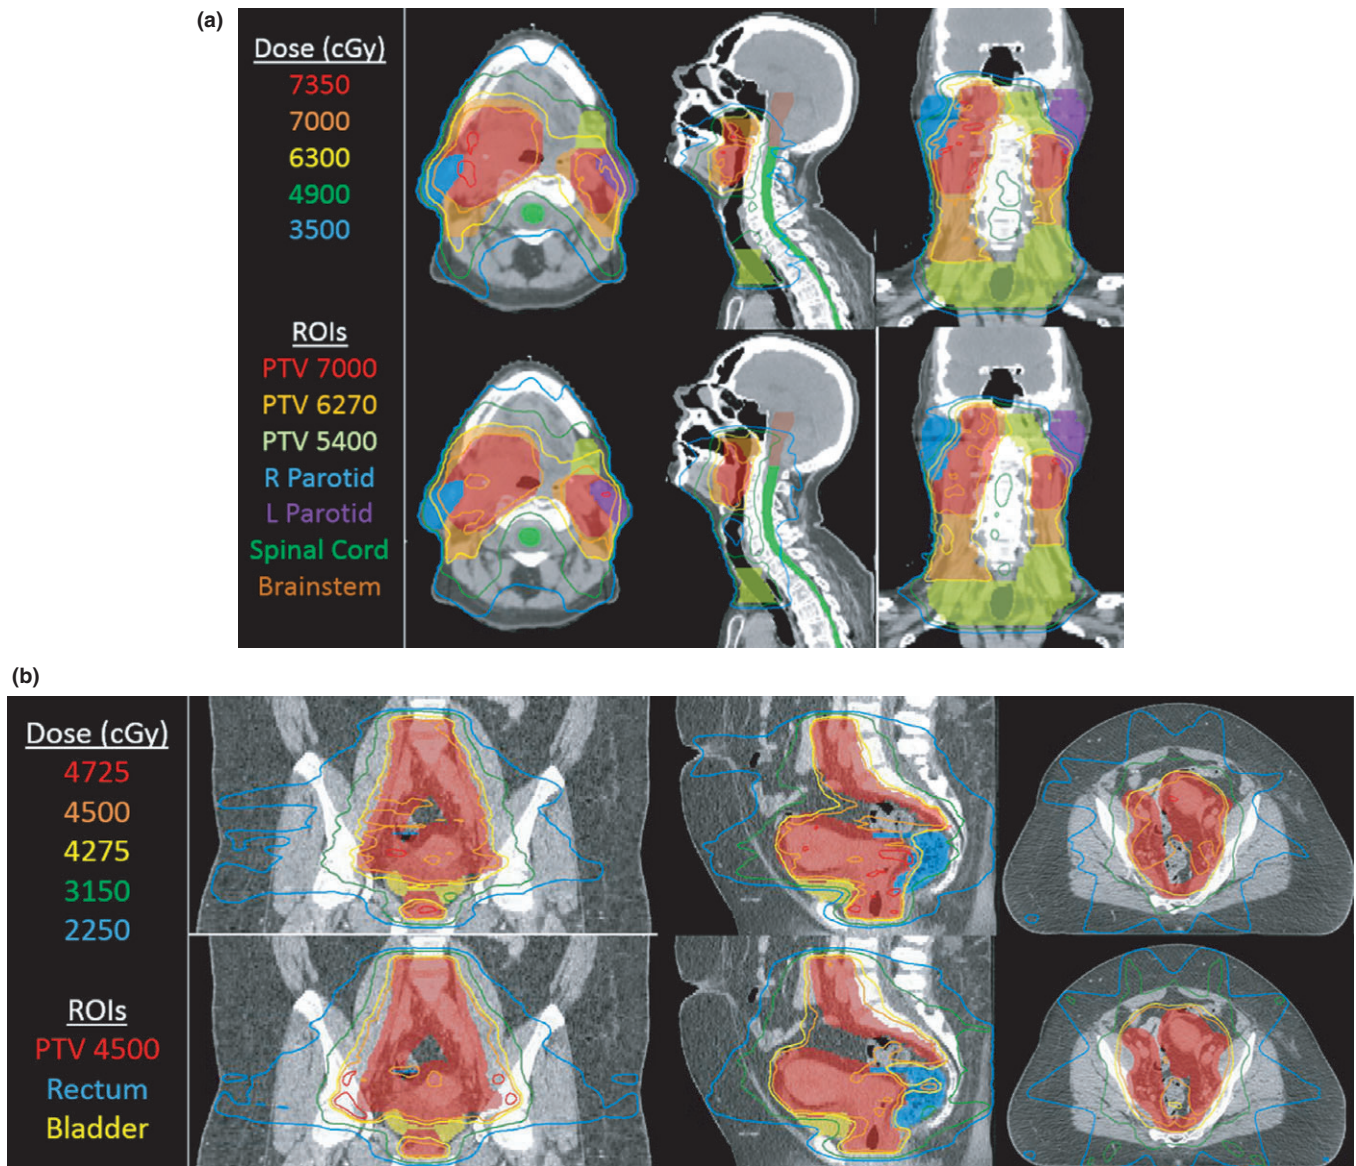 (a)
Dose (cGy)
7350
7000
6300
4900
3500
ROIs
PTV 7000
PTV 6270
PTV 5400
R Parotid
L Parotid
Spinal Cord
Brainstem
(b)
Dose (cGy)
4725
4500
4275
3150
2250
ROIs
PTV 4500
Rectum
Bladder